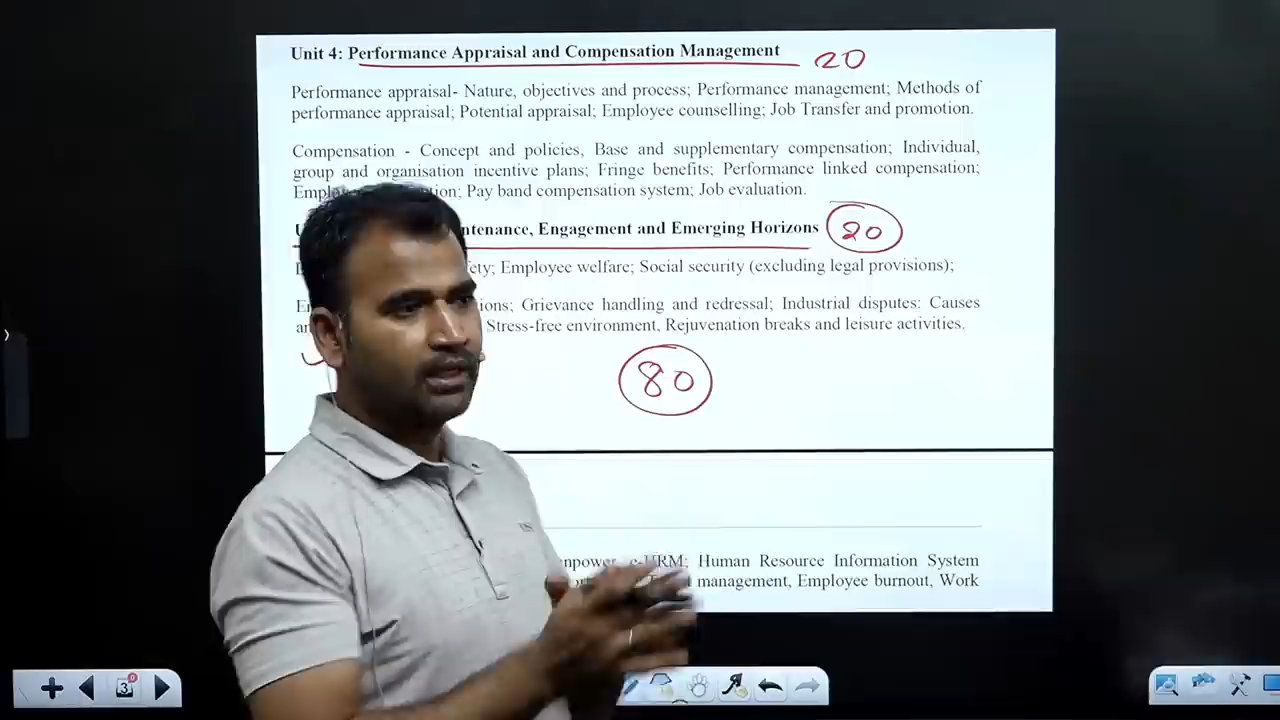 Unit 4: Performance Appraisal and Compensation Management 20
Performance appraisal- Nature, objectives and process; Performance management; Methods of
performance appraisal; Potential appraisal; Employee counselling; Job Transfer and promotion.
Compensation - Concept and policies, Base and supplementary compensation; Individual,
group and organisation incentive plans; Fringe benefits; Performance linked compensation;
Pay band compensation system; Job evaluation.
Engagement and Emerging Horizons 20
Employee welfare; Social security (excluding legal provisions);
Grievance handling and redressal; Industrial disputes: Causes
Stress-free environment, Rejuvenation breaks and leisure activities.
80
e-HRM; Human Resource Information System
management, Employee burnout, Work
3
0